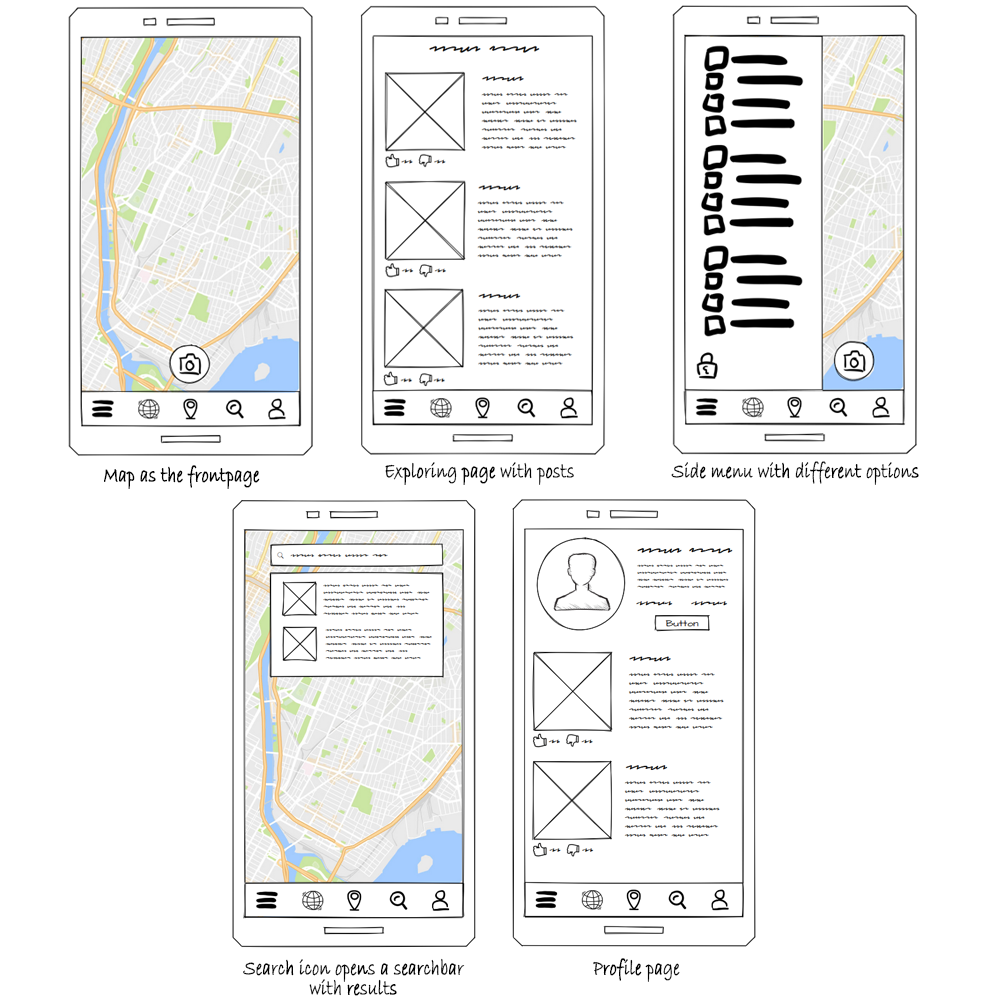 Map as the frontpage
Exploring page with posts
Side menu with different options
Button
Search icon opens a searchbar
with results
Profile page